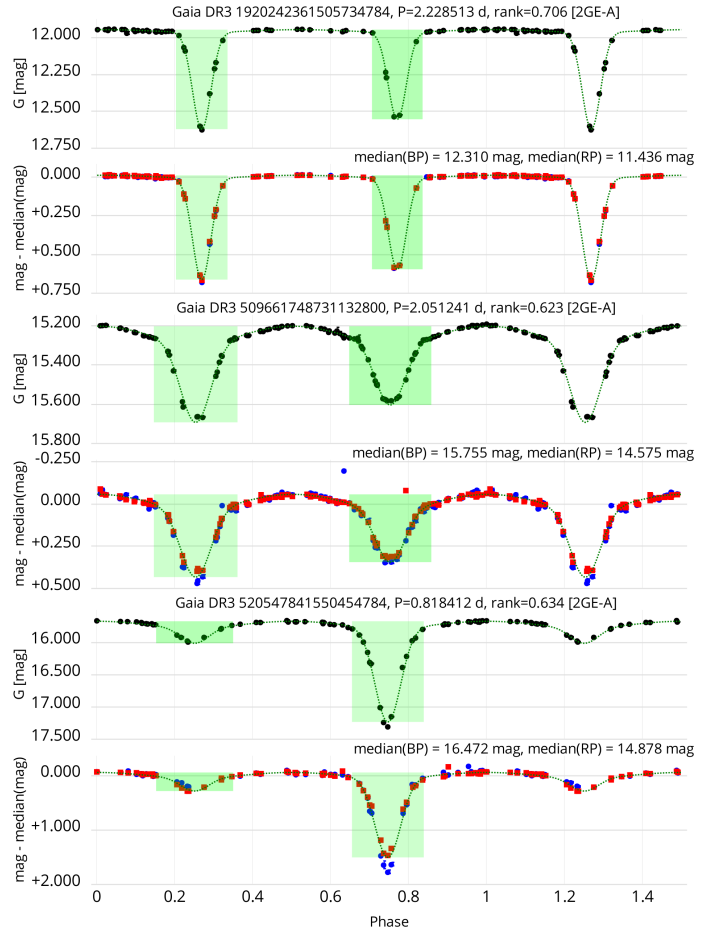 Gaia DR3 1920242361505734784, P=2.228513 d, rank=0.706 [2GE-A]
12.000
12.250
12.500
12.750
G [mag]
median(BP) = 12.310 mag, median(RP) = 11.436 mag
0.000
+0.250
+0.500
+0.750
mag - median(mag)
Gaia DR3 509661748731132800, P=2.051241 d, rank=0.623 [2GE-A]
15.200
15.400
15.600
15.800
G [mag]
median(BP) = 15.755 mag, median(RP) = 14.575 mag
-0.250
0.000
+0.250
+0.500
mag - median(mag)
Gaia DR3 5205478415504547​84, P=0.818412 d, rank=0.634 [2GE-A]
16.000
16.500
17.000
17.500
G [mag]
median(BP) = 16.472 mag, median(RP) = 14.878 mag
0.000
+1.000
+2.000
mag - median(mag)
0 0.2 0.4 0.6 0.8 1 1.2 1.4
Phase